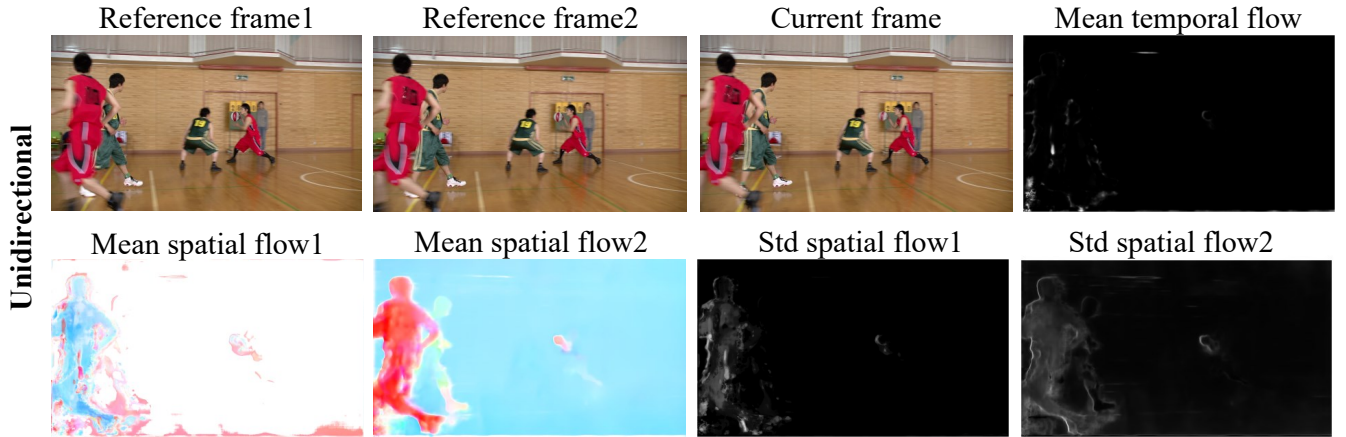 Reference frame1
Reference frame2
Current frame
Mean temporal flow
Unidirectional
Mean spatial flow1
Mean spatial flow2
Std spatial flow1
Std spatial flow2